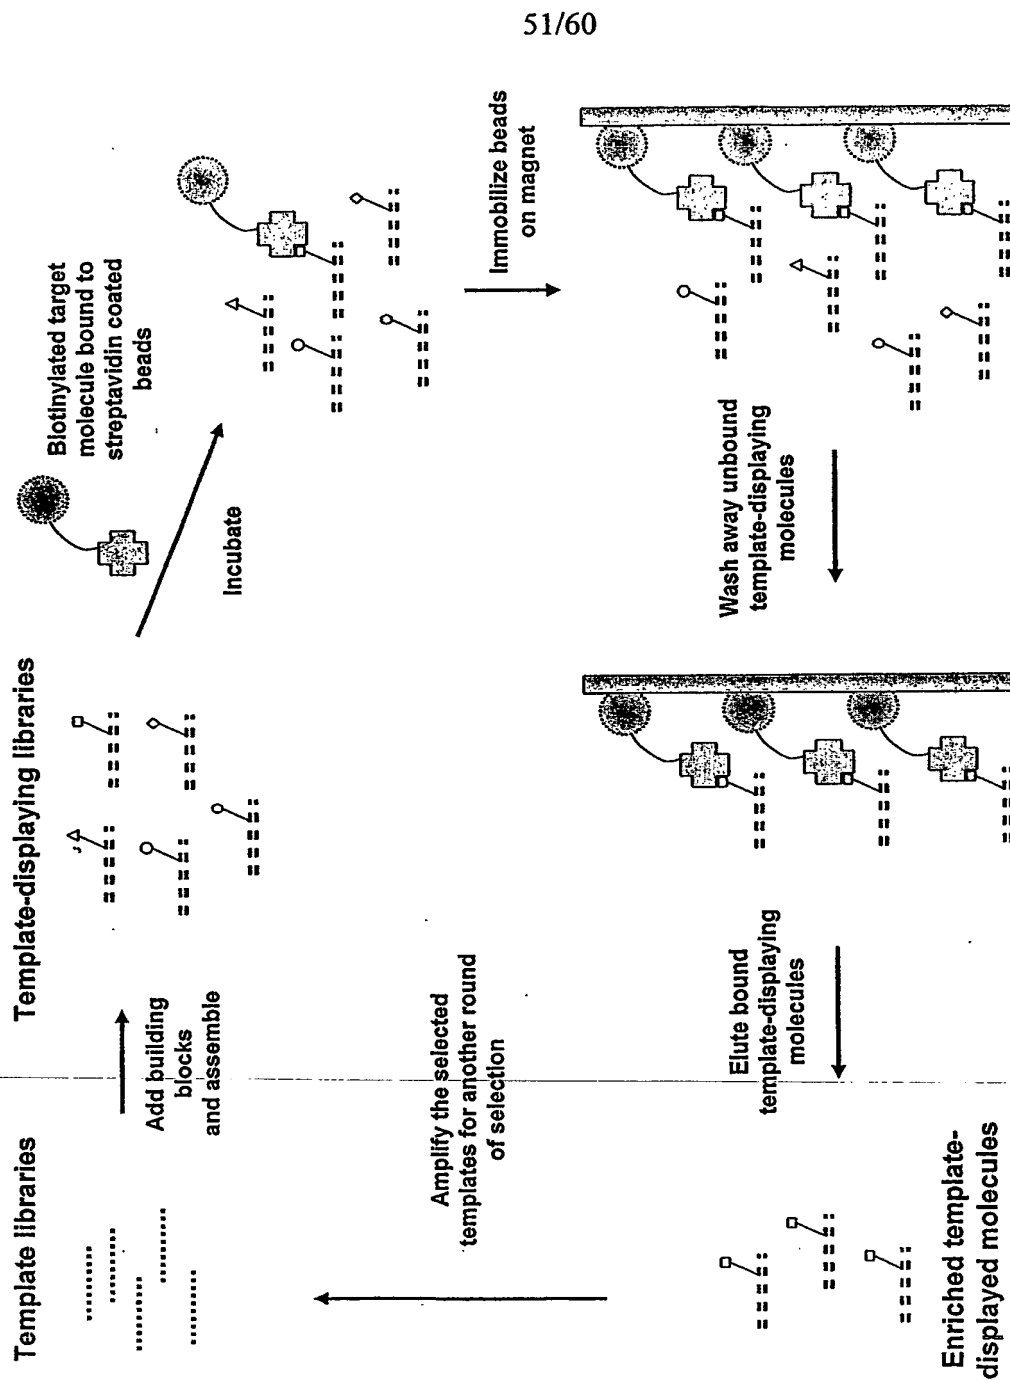 51/60
Template libraries
Add building
blocks
and assemble
Template-displaying libraries
Biotinylated target
molecule bound to
streptavidin coated
beads
Incubate
Immobilize beads
on magnet
Wash away unbound
template-displaying
molecules
Elute bound
template-displaying
molecules
Enriched template-
displayed molecules
Amplify the selected
templates for another round
of selection